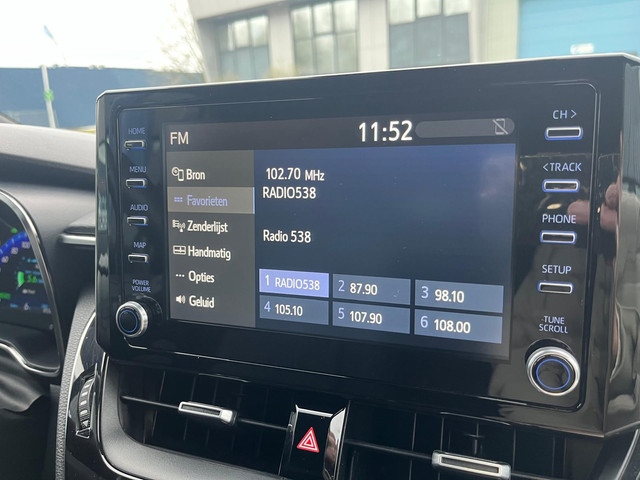 HOME
MENU
AUDIO
MAP
POWER
VOLUME
FM
11:52
Bron
Favorieten
Zenderlijst
Handmatig
Opties
Geluid
102.70 MHz
RADIO538
Radio 538
1 RADIO538
2 87.90
3 98.10
4 105.10
5 107.90
6 108.00
CH >
< TRACK
PHONE
SETUP
TUNE
SCROLL